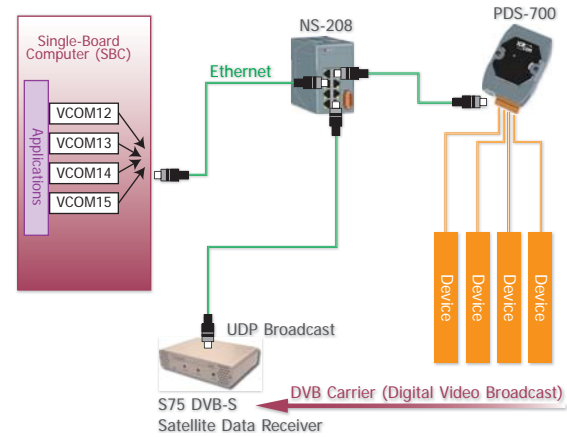 NS-208
PDS-700
Single-Board
Computer (SBC)
Ethernet
Applications
VCOM12
VCOM13
VCOM14
VCOM15
Device
Device
Device
Device
UDP Broadcast
DVB Carrier (Digital Video Broadcast)
S75 DVB-S
Satellite Data Receiver